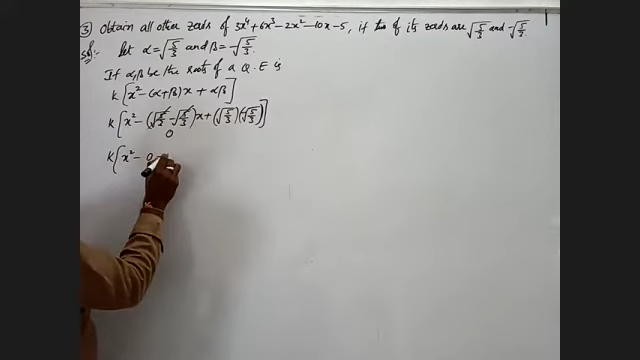 ③ Obtain all other zeros of 3x⁴+6x³-2x²-10x-5, if two of its zeros are √5/3 and -√5/3.
Sol:- Let α = √5/3 and β = -√5/3.
If α, β be the roots of a Q.E is
k[x²-(α+β)x + αβ]
k[x²-(√5/2 - √5/3)x + (√5/3)(-√5/3)]
0
k[x²-0